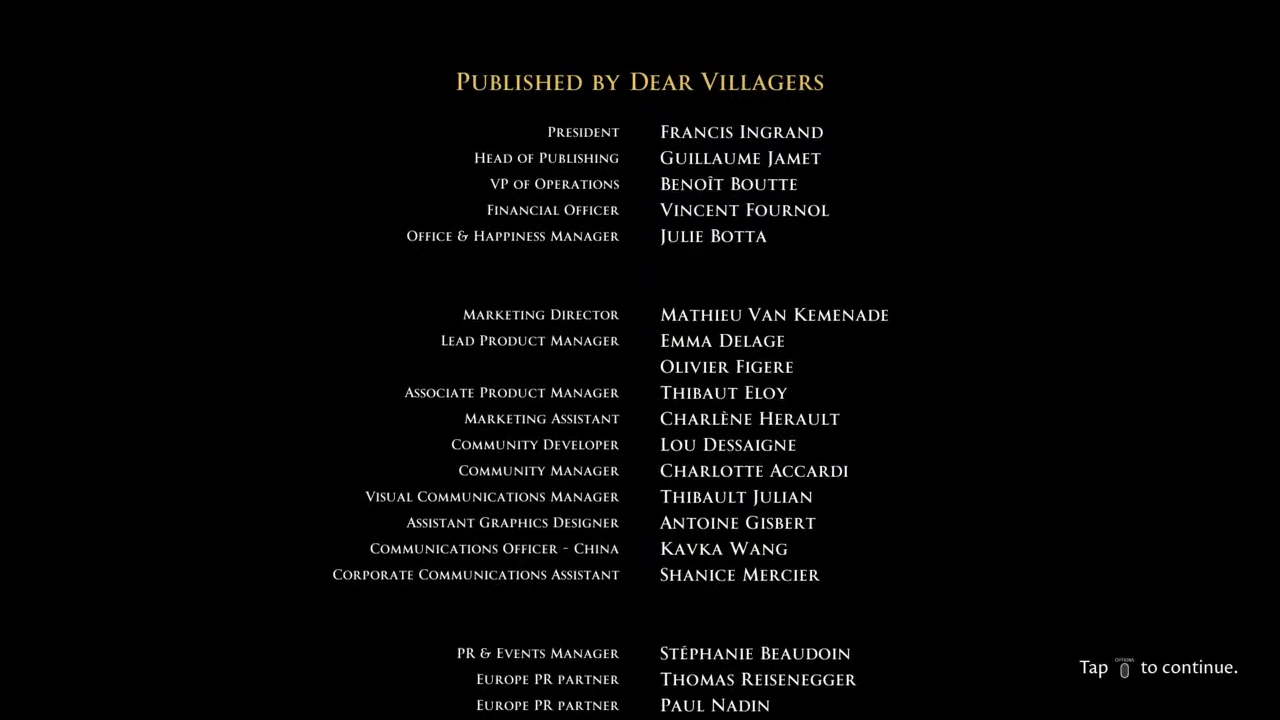 Published by Dear Villagers
President Francis Ingrand
Head of Publishing Guillaume Jamet
VP of Operations Benoît Boutte
Financial Officer Vincent Fournol
Office & Happiness Manager Julie Botta
Marketing Director Mathieu Van Kemenade
Lead Product Manager Emma Delage
Olivier Figere
Associate Product Manager Thibaut Eloy
Marketing Assistant Charlène Herault
Community Developer Lou Dessaigne
Community Manager Charlotte Accardi
Visual Communications Manager Thibault Julian
Assistant Graphics Designer Antoine Gisbert
Communications Officer - China Kavka Wang
Corporate Communications Assistant Shanice Mercier
PR & Events Manager Stéphanie Beaudoin
Europe PR partner Thomas Reisenegger
Europe PR partner Paul Nadin
Tap OPTIONS to continue.